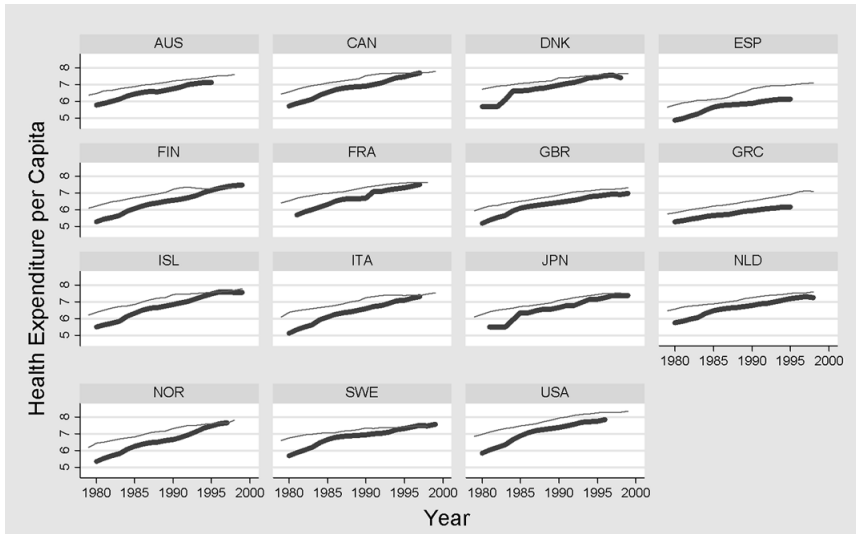 Health Expenditure per Capita
AUS CAN DNK ESP
8
7
6
5
FIN FRA GBR GRC
8
7
6
5
ISL ITA JPN NLD
8
7
6
5
1980 1985 1990 1995 2000
NOR SWE USA
8
7
6
5
1980 1985 1990 1995 2000 1980 1985 1990 1995 2000 1980 1985 1990 1995 2000
Year